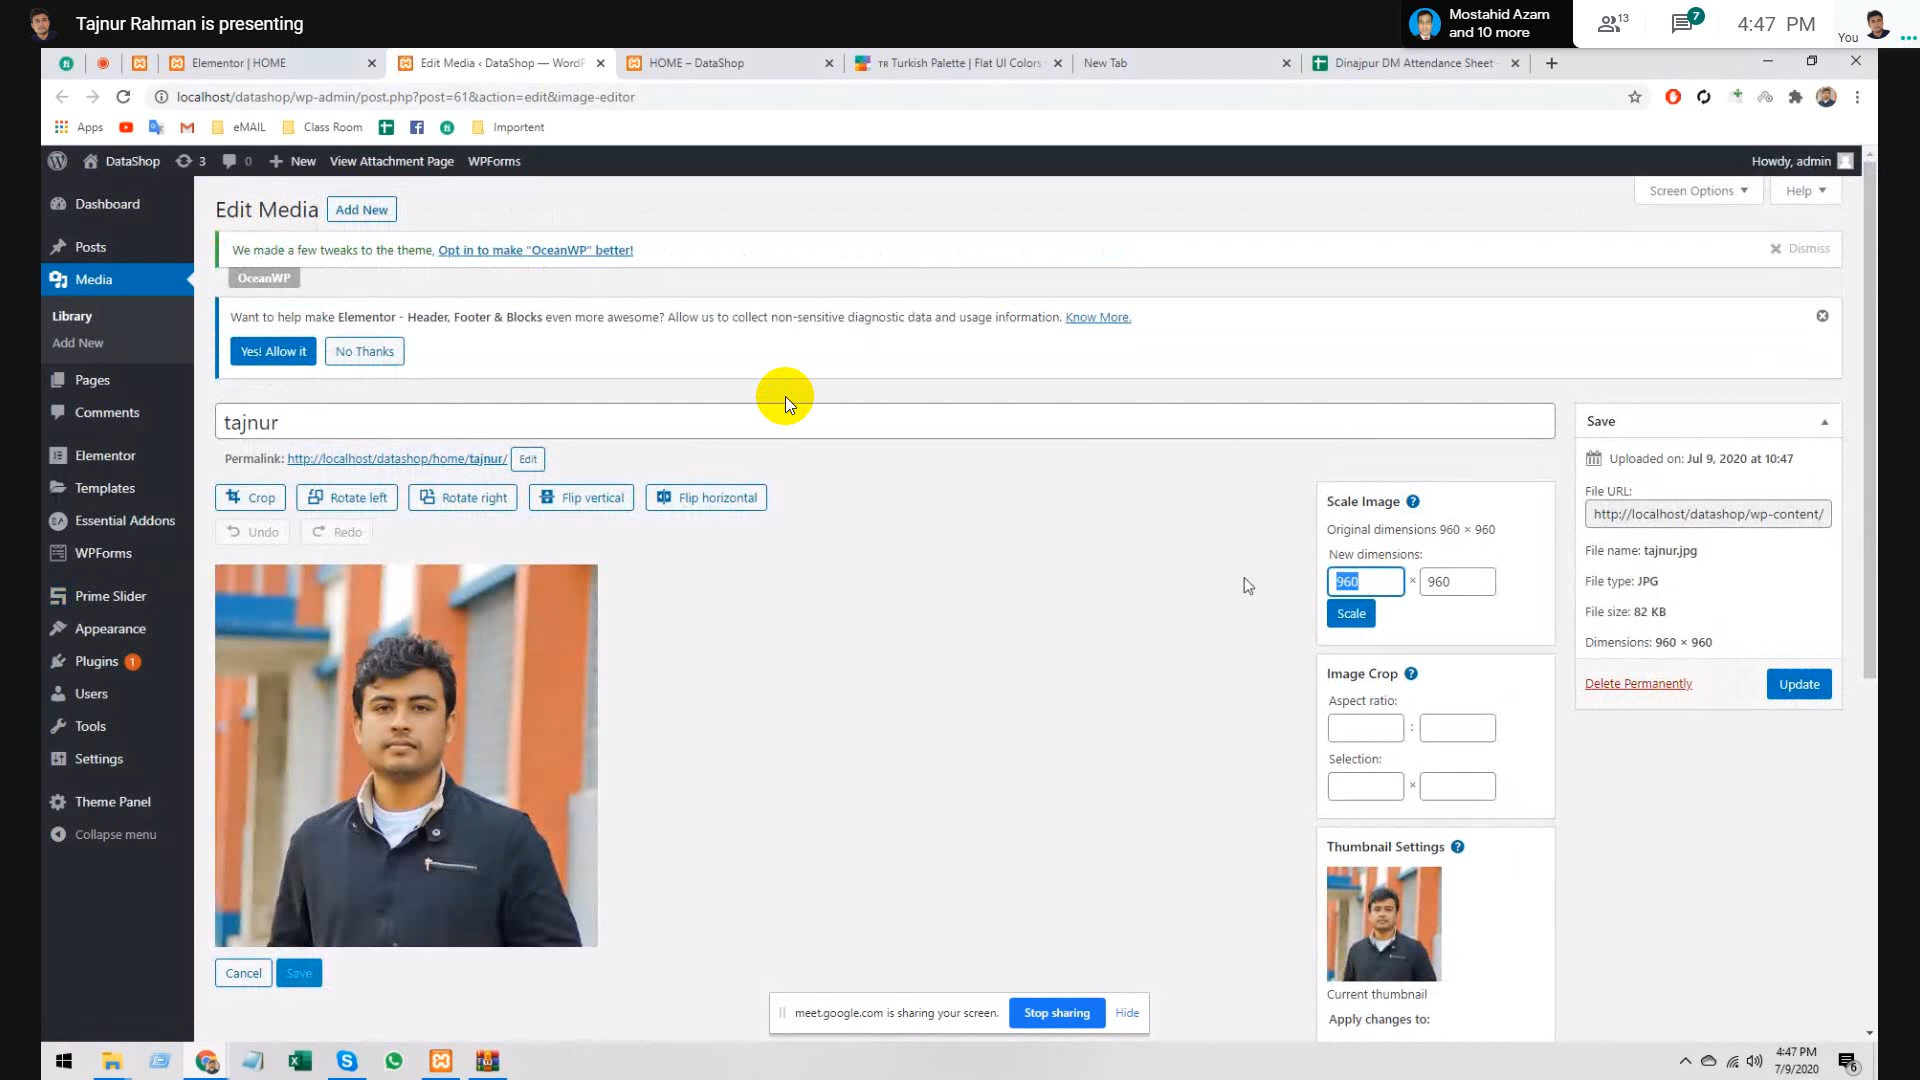 Tajnur Rahman is presenting
Mostahid Azam
and 10 more
13
7
4:47 PM
You
Elementor | HOME
Edit Media ‹ DataShop — WordP
HOME – DataShop
TR Turkish Palette | Flat UI Colors
New Tab
Dinajpur DM Attendance Sheet
localhost/datashop/wp-admin/post.php?post=61&action=edit&image-editor
Apps
eMAIL
Class Room
Importent
DataShop
3
0
New
View Attachment Page
WPForms
Howdy, admin
Dashboard
Posts
Media
Library
Add New
Pages
Comments
Elementor
Templates
Essential Addons
WPForms
Prime Slider
Appearance
Plugins 1
Users
Tools
Settings
Theme Panel
Collapse menu
Screen Options
Help
Edit Media
Add New
We made a few tweaks to the theme, Opt in to make "OceanWP" better!
Dismiss
OceanWP
Want to help make Elementor - Header, Footer & Blocks even more awesome? Allow us to collect non-sensitive diagnostic data and usage information. Know More.
Yes! Allow it
No Thanks
tajnur
Permalink: http://localhost/datashop/home/tajnur/
Edit
Crop
Rotate left
Rotate right
Flip vertical
Flip horizontal
Undo
Redo
Cancel
Save
Scale Image
Original dimensions 960 × 960
New dimensions:
960 × 960
Scale
Image Crop
Aspect ratio:
:
Selection:
×
Thumbnail Settings
Current thumbnail
Apply changes to:
Save
Uploaded on: Jul 9, 2020 at 10:47
File URL:
http://localhost/datashop/wp-content/
File name: tajnur.jpg
File type: JPG
File size: 82 KB
Dimensions: 960 × 960
Delete Permanently
Update
meet.google.com is sharing your screen.
Stop sharing
Hide
4:47 PM
7/9/2020
6